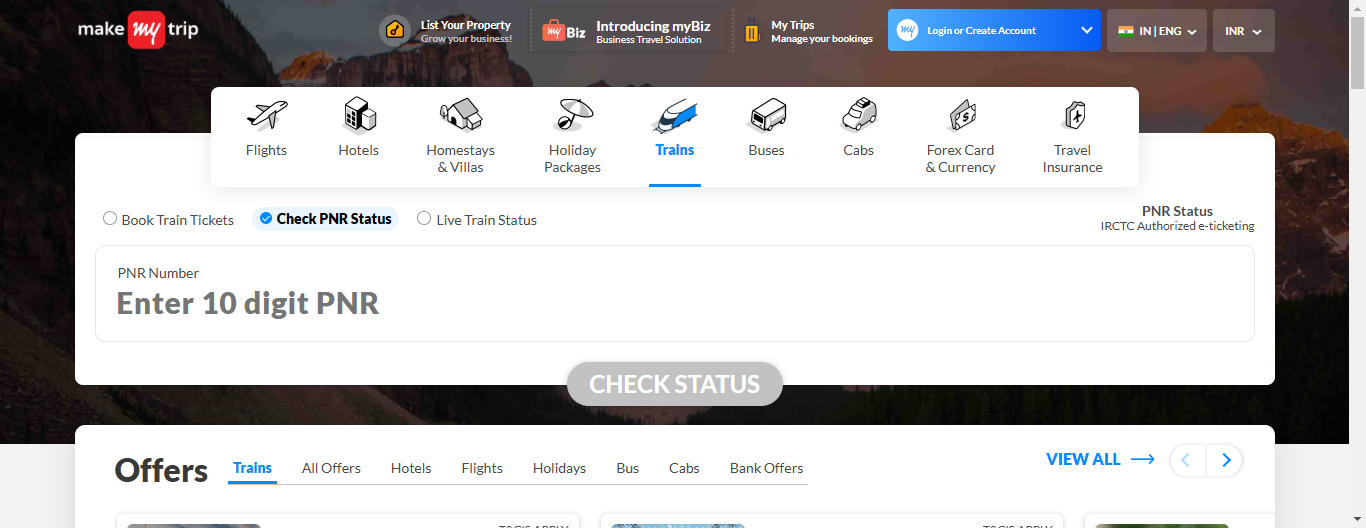 make my trip
List Your Property
Grow your business!
my Biz
Introducing myBiz
Business Travel Solution
My Trips
Manage your bookings
my
Login or Create Account
IN | ENG
INR
Flights
Hotels
Homestays
& Villas
Holiday
Packages
Trains
Buses
Cabs
Forex Card
& Currency
Travel
Insurance
Book Train Tickets
Check PNR Status
Live Train Status
PNR Status
IRCTC Authorized e-ticketing
PNR Number
Enter 10 digit PNR
CHECK STATUS
Offers
Trains
All Offers
Hotels
Flights
Holidays
Bus
Cabs
Bank Offers
VIEW ALL